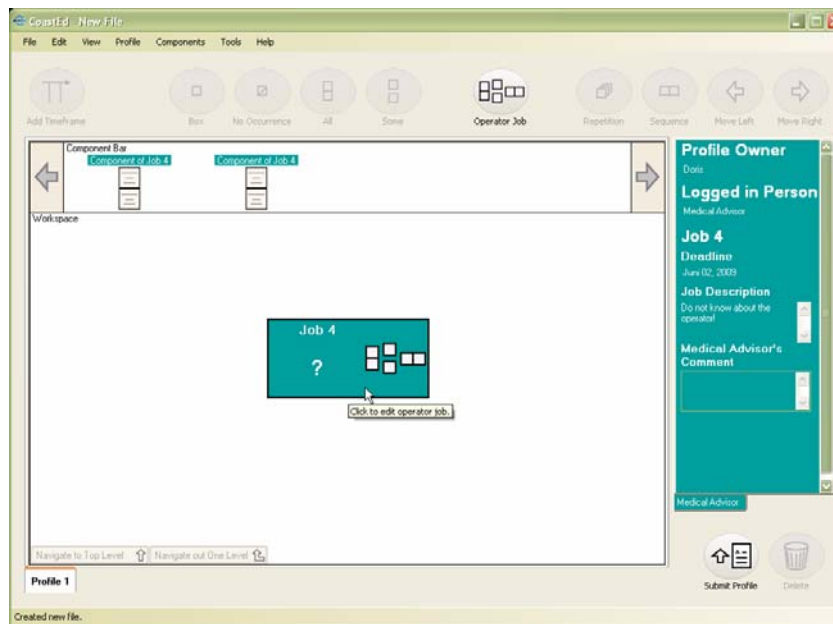 CoastEd - New File
File Edit View Profile Components Tools Help
Add Timeframe Box No Occurrence All Some Operator Job Repetition Sequence Move Left Move Right
Component Bar
Component of Job 4 Component of Job 4
Workspace
Job 4
?
Click to edit operator job.
Navigate to Top Level Navigate out One Level
Profile 1
Created new file.
Profile Owner
Doris
Logged in Person
Medical Advisor
Job 4
Deadline
Juni 02, 2009
Job Description
Do not know about the
operator!
Medical Advisor's
Comment
Medical Advisor
Submit Profile Delete